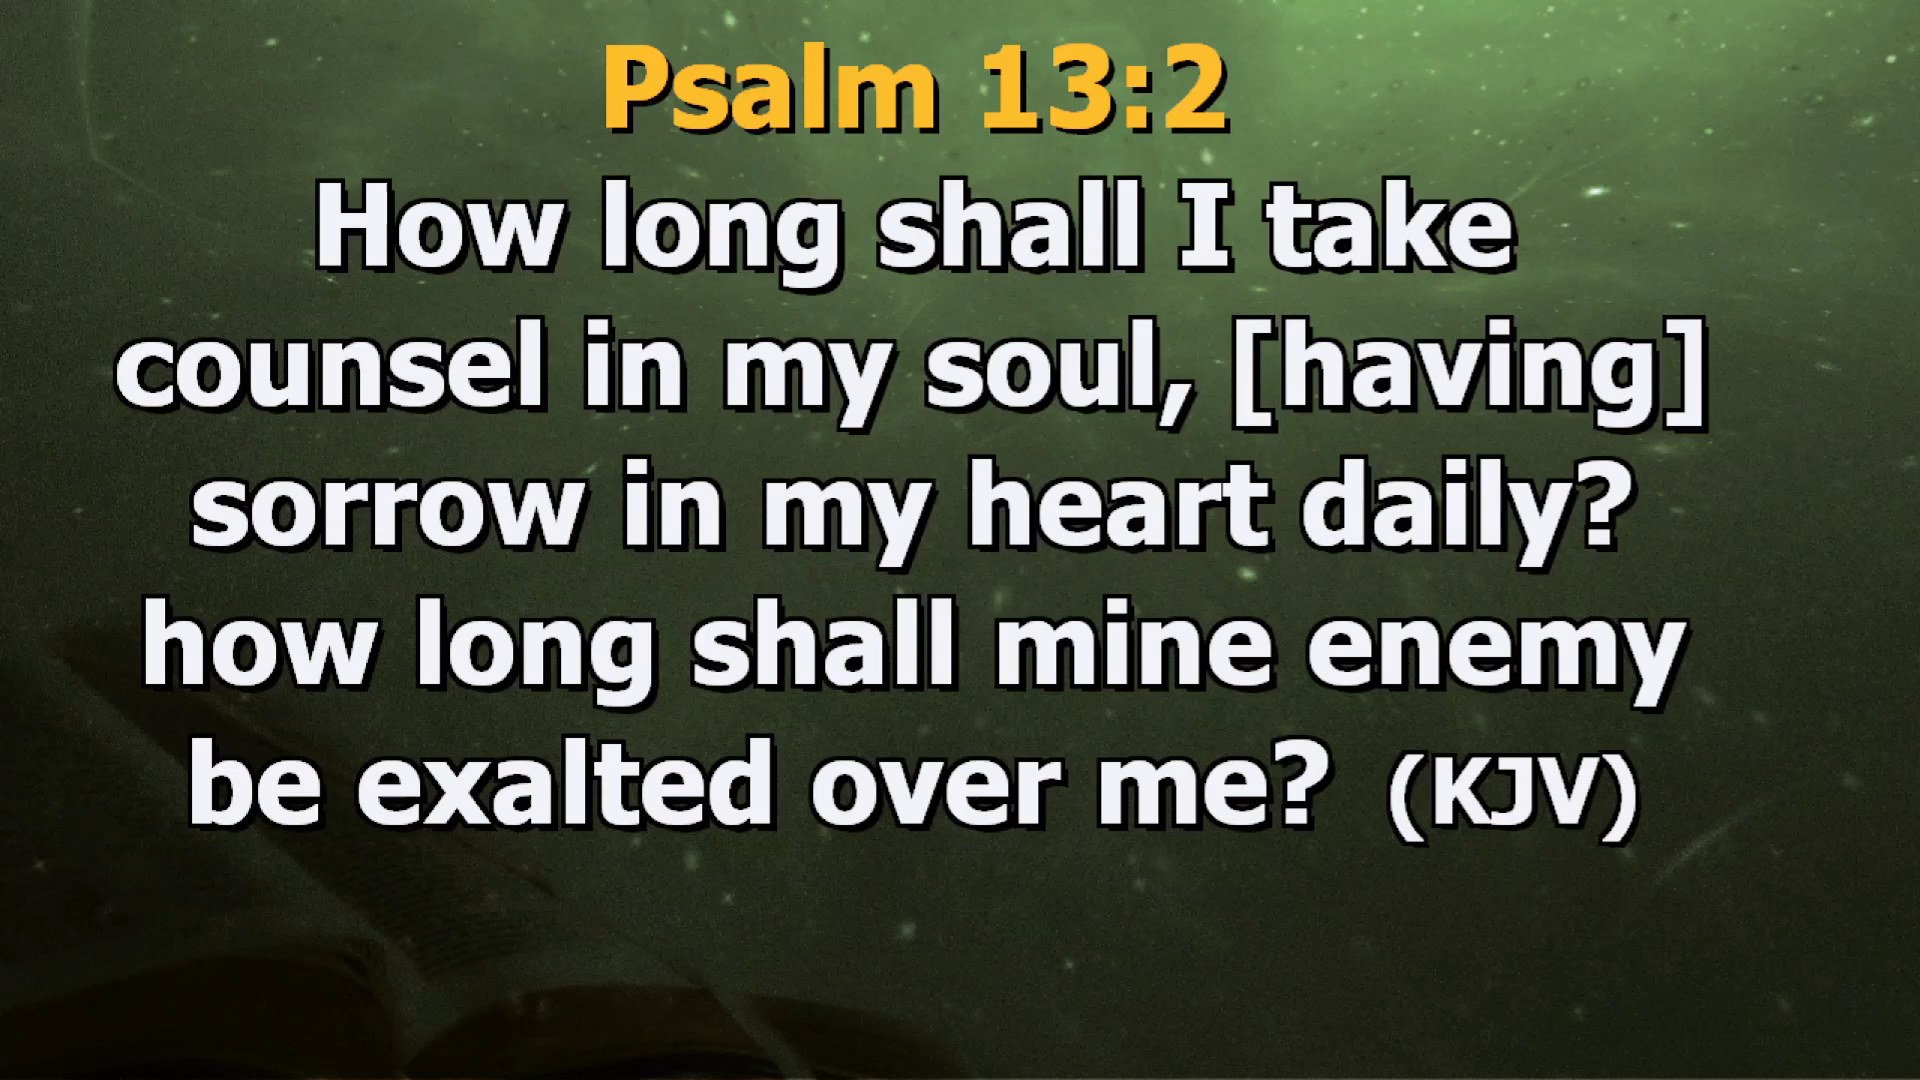 Psalm 13:2
How long shall I take
counsel in my soul, [having]
sorrow in my heart daily?
how long shall mine enemy
be exalted over me? (KJV)